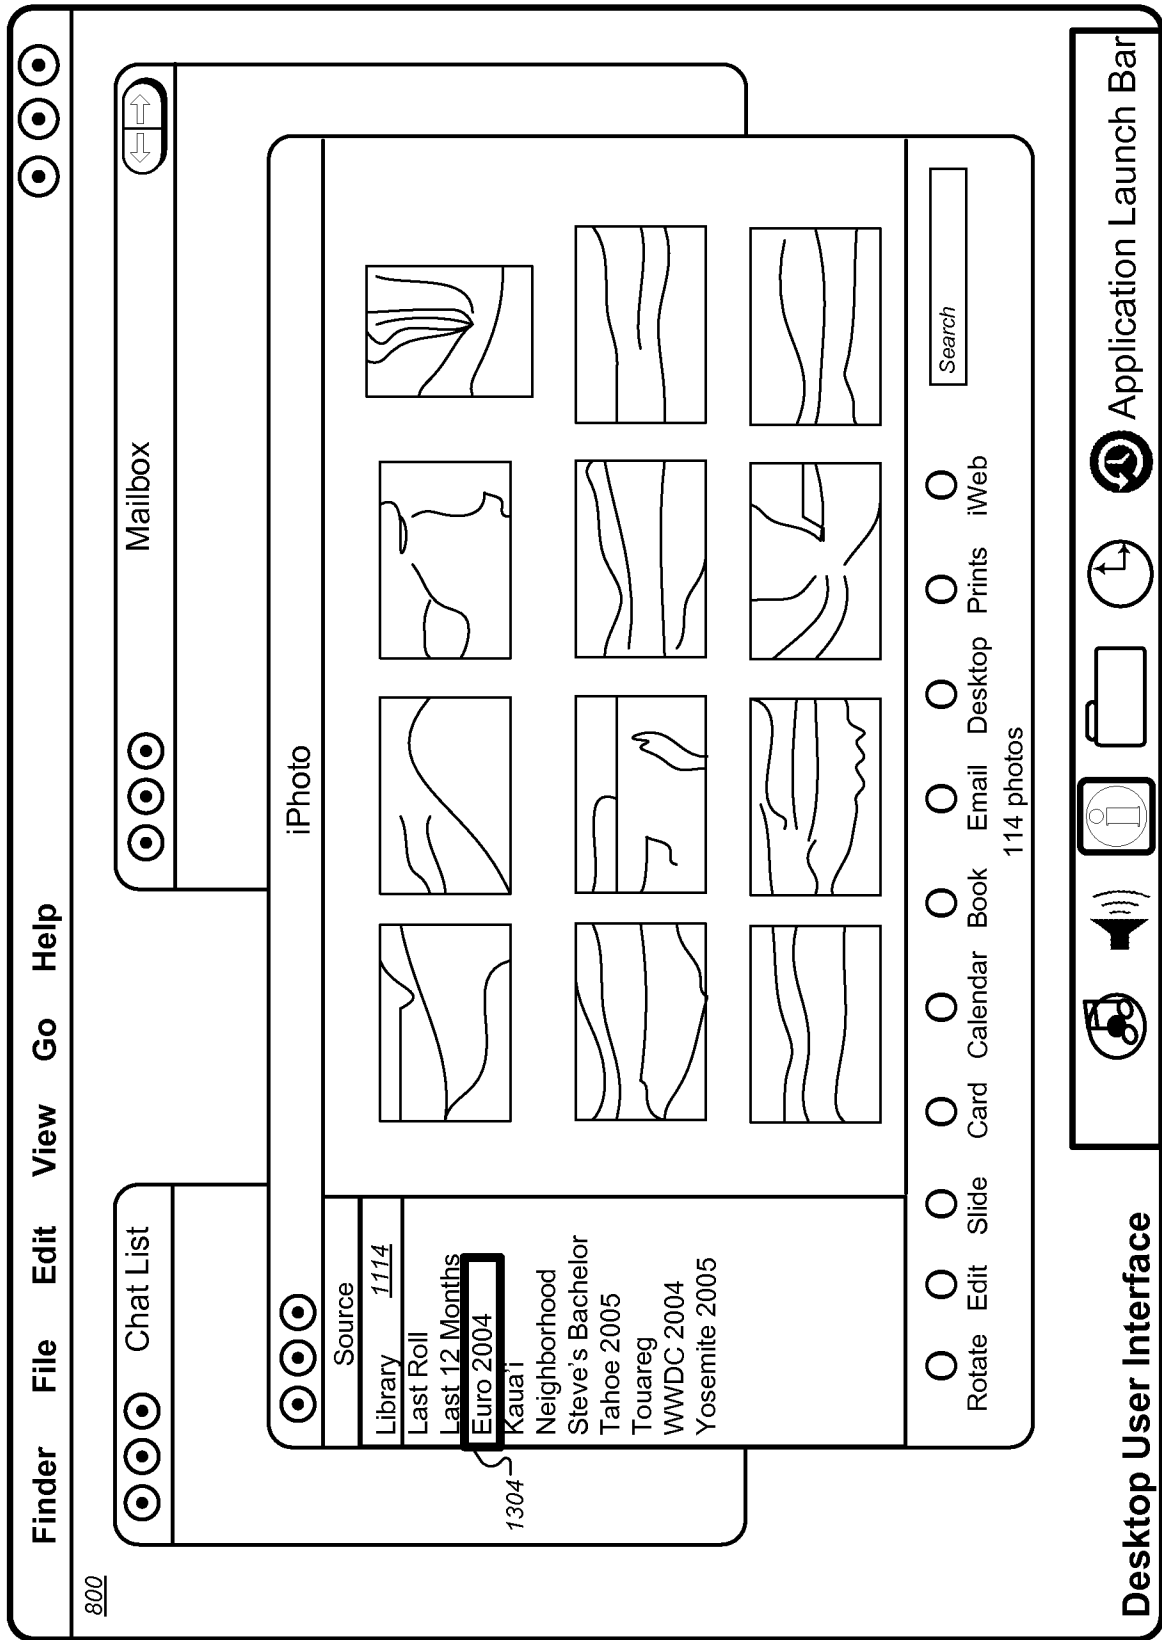 800
Finder File Edit View Go Help
Chat List
Mailbox
iPhoto
Source
Library 1114
Last Roll
Last 12 Months
Euro 2004
Kaua'i
Neighborhood
Steve's Bachelor
Tahoe 2005
Touareg
WWDC 2004
Yosemite 2005
1304
Search
Rotate Edit Slide Card Calendar Book Email Desktop Prints iWeb
114 photos
Desktop User Interface
Application Launch Bar